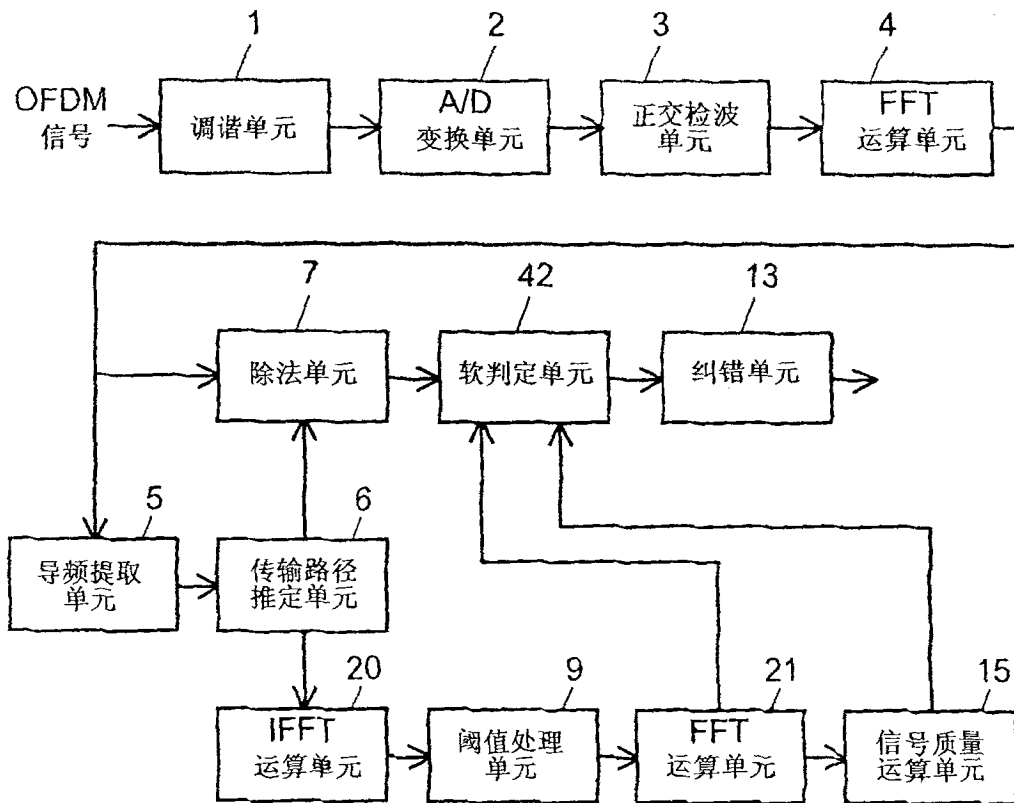 1
2
3
4
OFDM
信号
调谐单元
A/D
变换单元
正交检波
单元
FFT
运算单元
7
42
13
除法单元
软判定单元
纠错单元
5
6
导频提取
单元
传输路径
推定单元
20
9
21
15
IFFT
运算单元
阈值处理
单元
FFT
运算单元
信号质量
运算单元